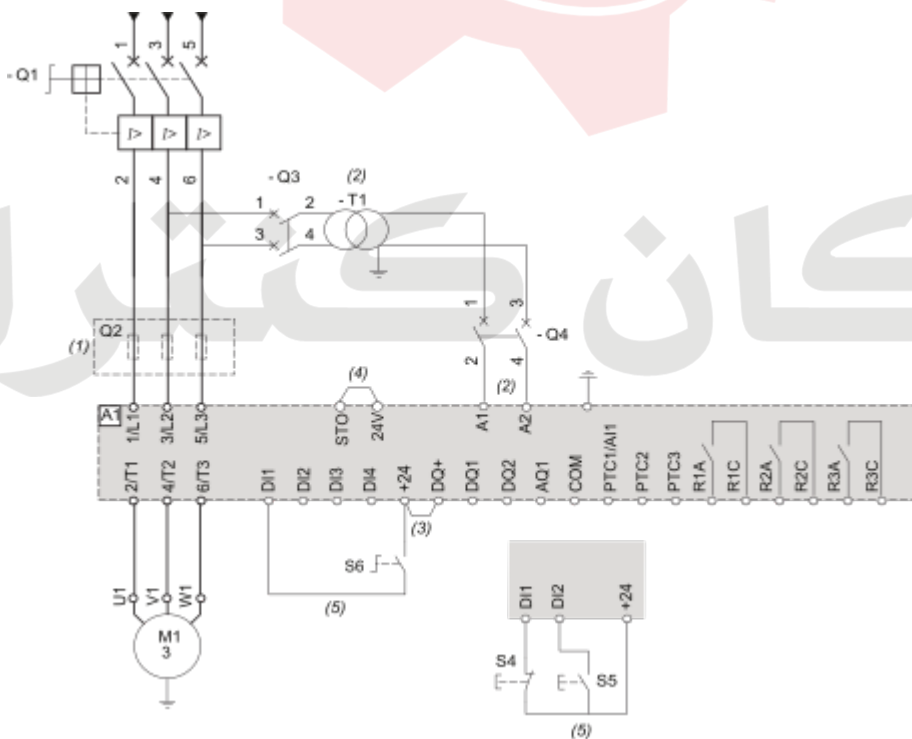 1 3 5
- Q1
I> I> I>
2 4 6
- Q3 (2)
1 2 - T1
3 4
کان کنترل
1 3
- Q4
2 4
(2)
Q2
(1)
(4)
A1 1/L1 3/L2 5/L3 STO 24V A1 A2
2/T1 4/T2 6/T3 DI1 DI2 DI3 DI4 +24 DQ+ DQ1 DQ2 AQ1 COM PTC1/AI1 PTC2 PTC3 R1A R1C R2A R2C R3A R3C
(3)
S6
(5)
U1 V1 W1
M1
3
DI1 DI2 +24
S4 S5
(5)